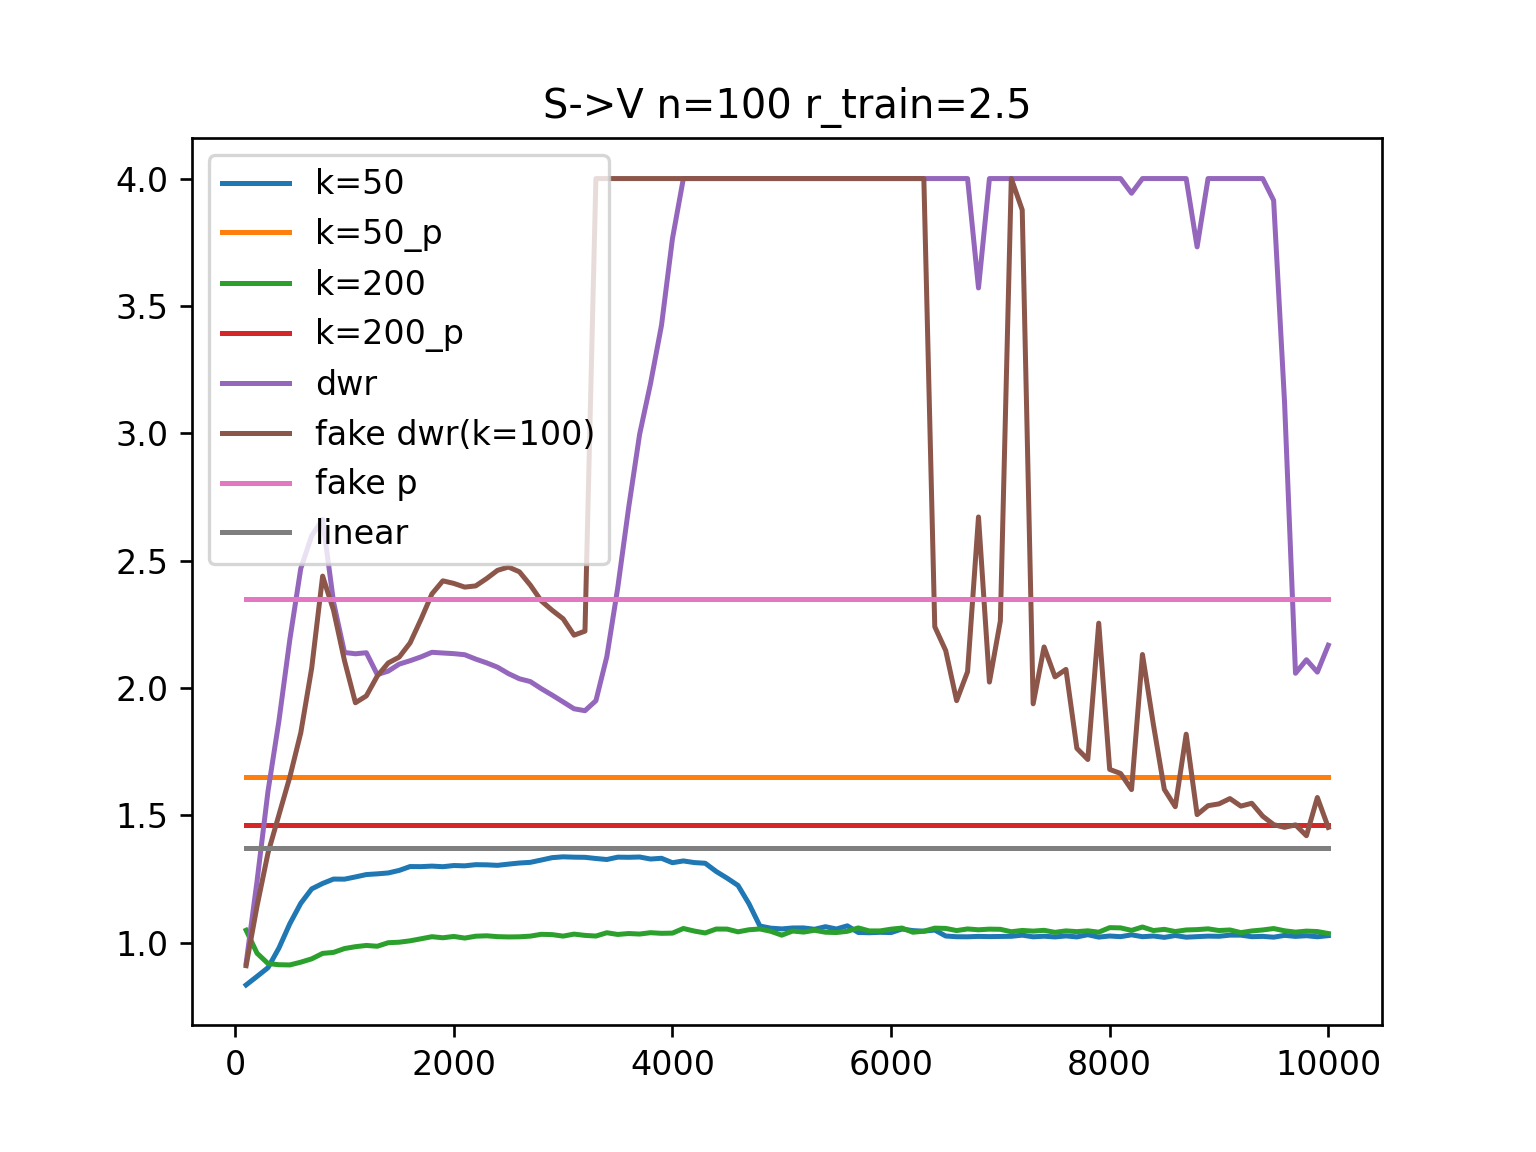 S->V n=100 r_train=2.5
4.0
3.5
3.0
2.5
2.0
1.5
1.0
k=50
k=50_p
k=200
k=200_p
dwr
fake dwr(k=100)
fake p
linear
0 2000 4000 6000 8000 10000